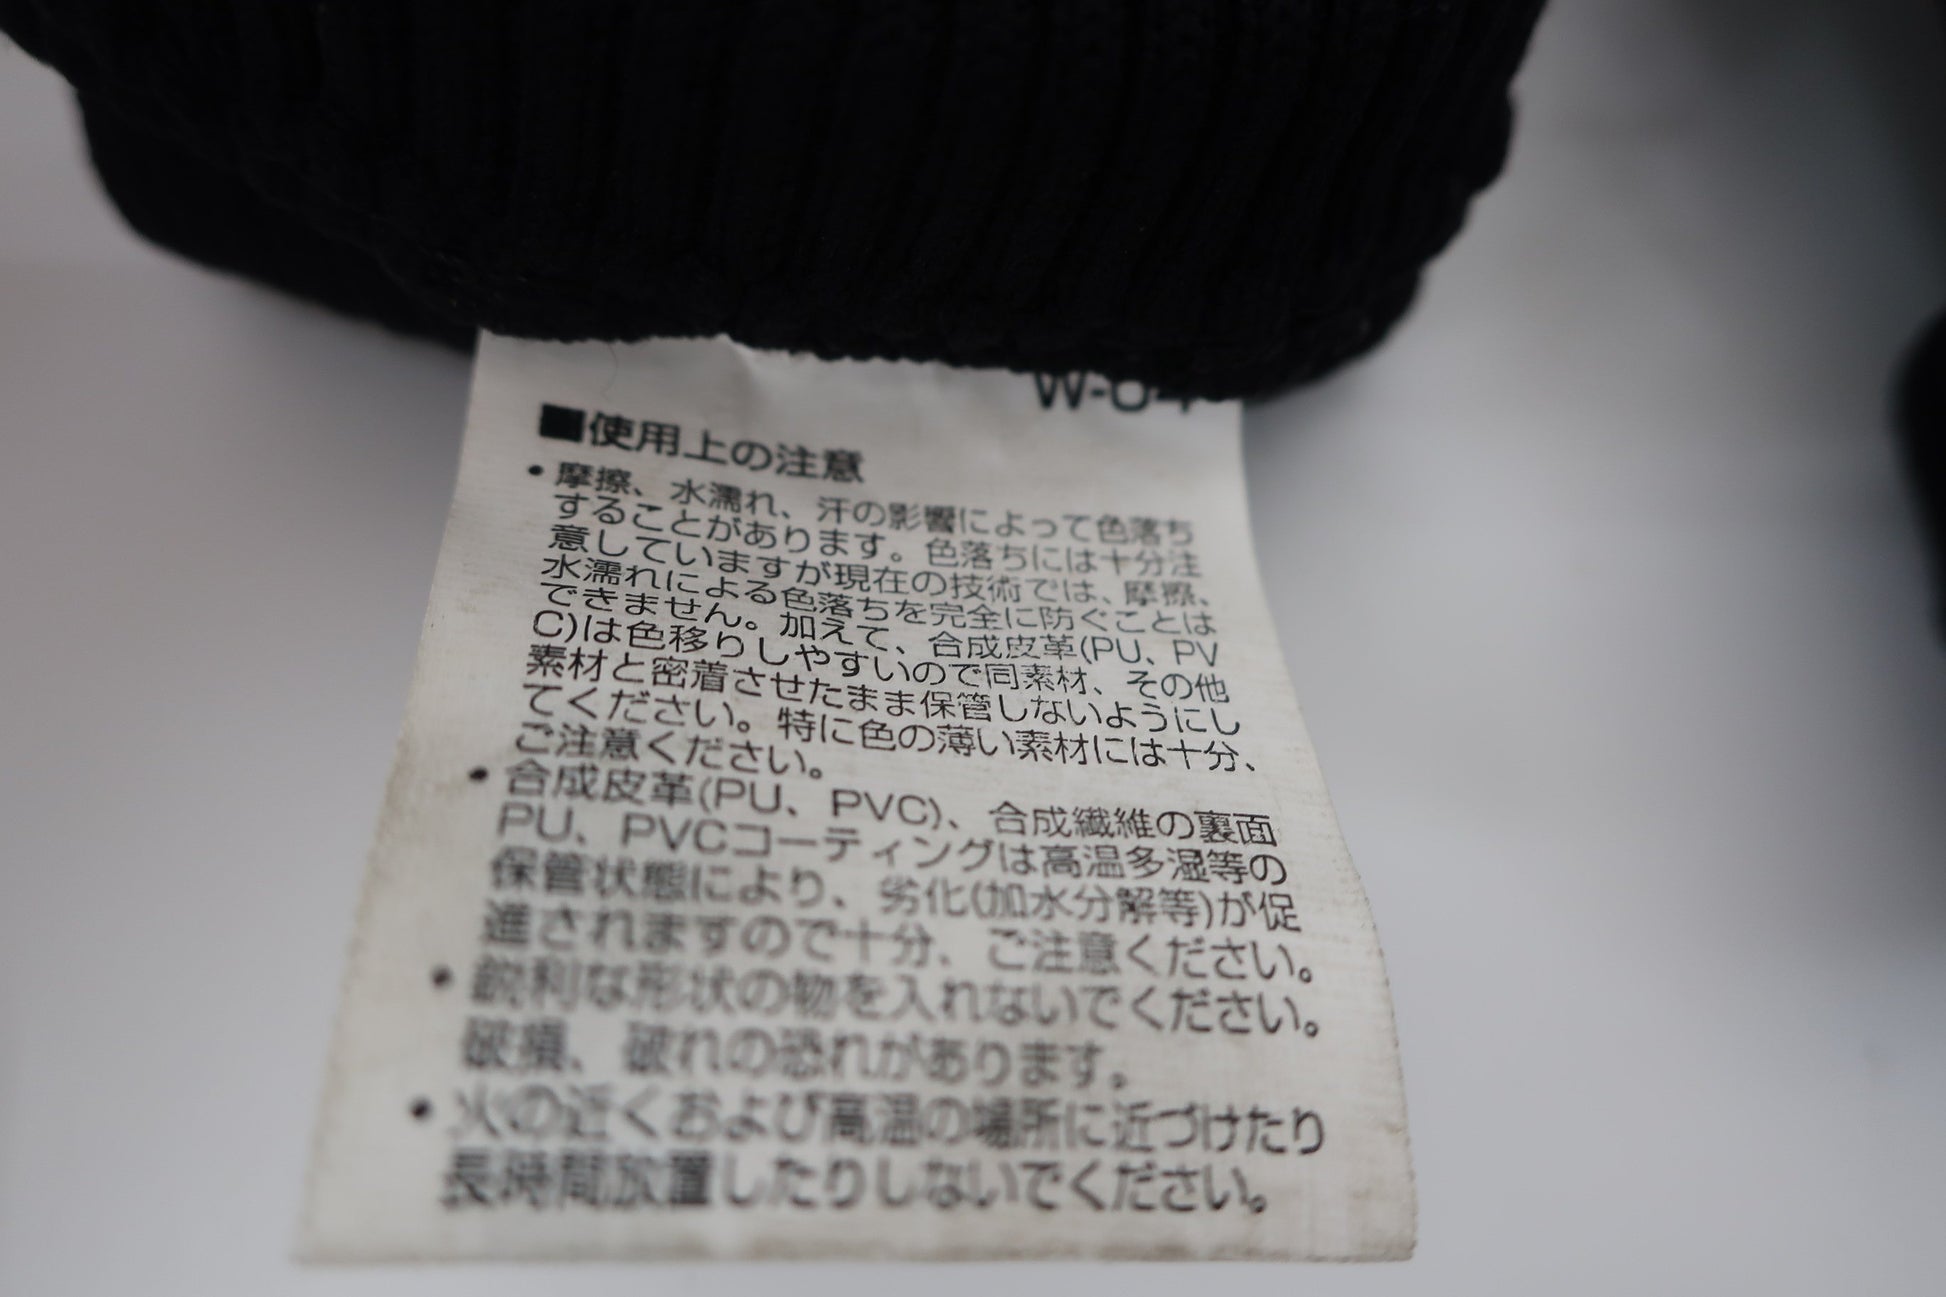 W-04
■使用上の注意
・摩擦、水濡れ、汗の影響によって色落ち
することがあります。色落ちには十分注
意していますが現在の技術では、摩擦、
水濡れによる色落ちを完全に防ぐことは
できません。加えて、合成皮革(PU、PV
C)は色移りしやすいので同素材、その他
素材と密着させたまま保管しないようにし
てください。特に色の薄い素材には十分、
ご注意ください。
・合成皮革(PU、PVC)、合成繊維の裏面
PU、PVCコーティングは高温多湿等の
保管状態により、劣化(加水分解等)が促
進されますので十分、ご注意ください。
・鋭利な形状の物を入れないでください。
破損、破れの恐れがあります。
・火の近くおよび高温の場所に近づけたり
長時間放置したりしないでください。